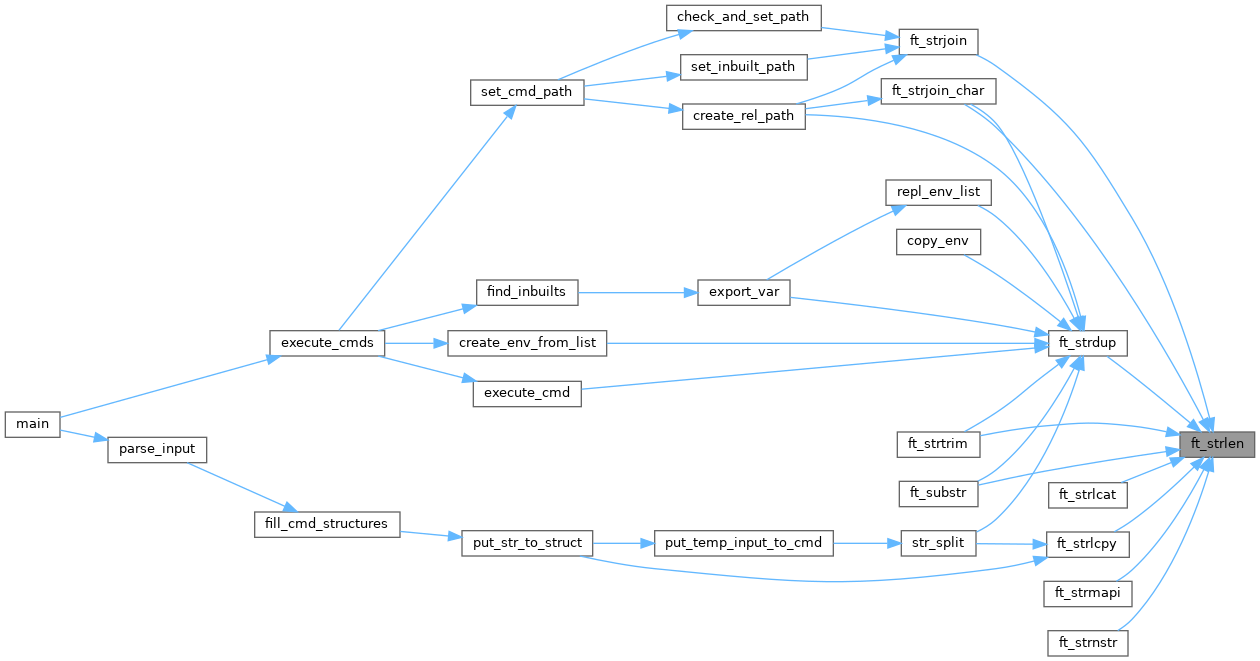 check_and_set_path
ft_strjoin
set_inbuilt_path
set_cmd_path
ft_strjoin_char
create_rel_path
repl_env_list
copy_env
find_inbuilts
export_var
execute_cmds
create_env_from_list
ft_strdup
execute_cmd
main
parse_input
ft_strtrim
ft_strlen
ft_substr
ft_strlcat
fill_cmd_structures
put_str_to_struct
put_temp_input_to_cmd
str_split
ft_strlcpy
ft_strmapi
ft_strnstr